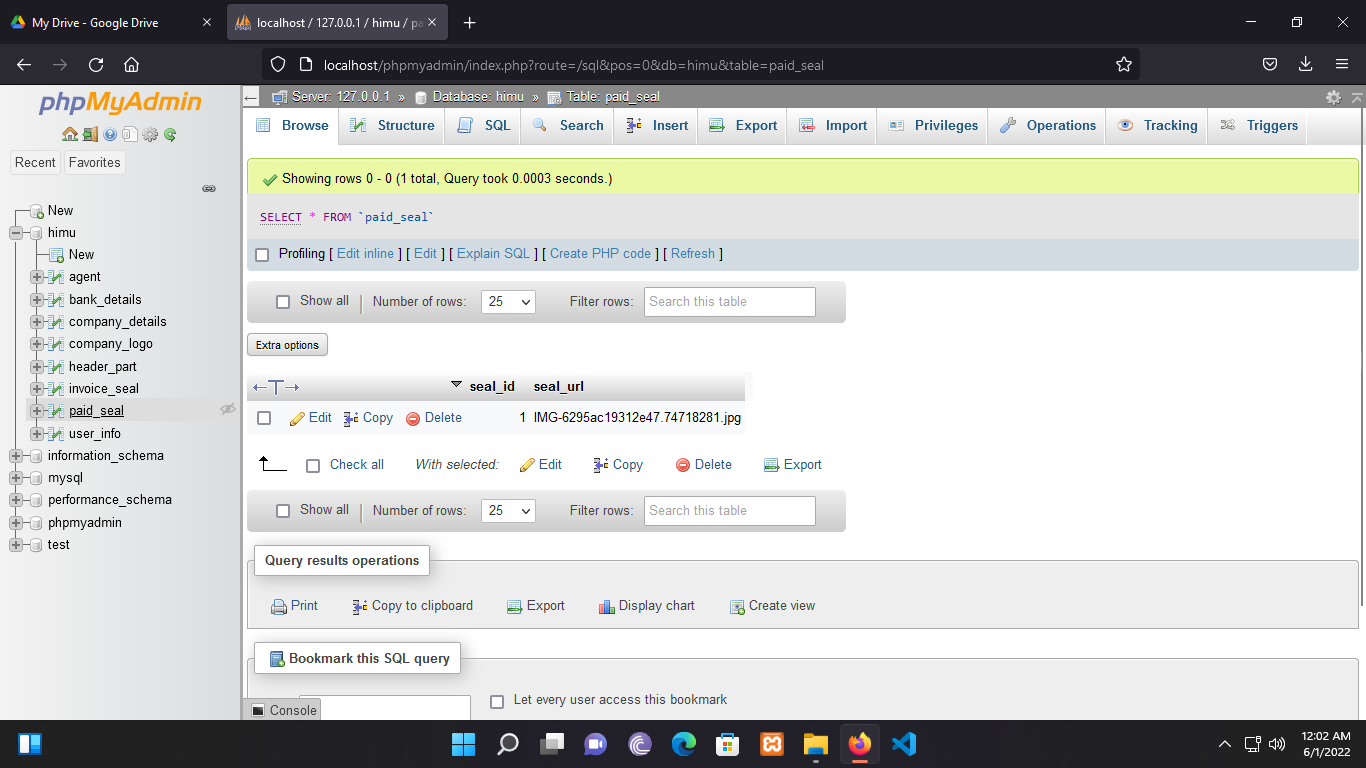 My Drive - Google Drive
localhost / 127.0.0.1 / himu / pa
localhost/phpmyadmin/index.php?route=/sql&pos=0&db=himu&table=paid_seal
phpMyAdmin
Recent
Favorites
New
himu
New
agent
bank_details
company_details
company_logo
header_part
invoice_seal
paid_seal
user_info
information_schema
mysql
performance_schema
phpmyadmin
test
Server: 127.0.0.1 » Database: himu » Table: paid_seal
Browse Structure SQL Search Insert Export Import Privileges Operations Tracking Triggers
Showing rows 0 - 0 (1 total, Query took 0.0003 seconds.)
SELECT * FROM `paid_seal`
Profiling [ Edit inline ] [ Edit ] [ Explain SQL ] [ Create PHP code ] [ Refresh ]
Show all Number of rows: 25 Filter rows: Search this table
Extra options
seal_id seal_url
Edit Copy Delete 1 IMG-6295ac19312e47.74718281.jpg
Check all With selected: Edit Copy Delete Export
Show all Number of rows: 25 Filter rows: Search this table
Query results operations
Print Copy to clipboard Export Display chart Create view
Bookmark this SQL query
Let every user access this bookmark
Console
12:02 AM
6/1/2022